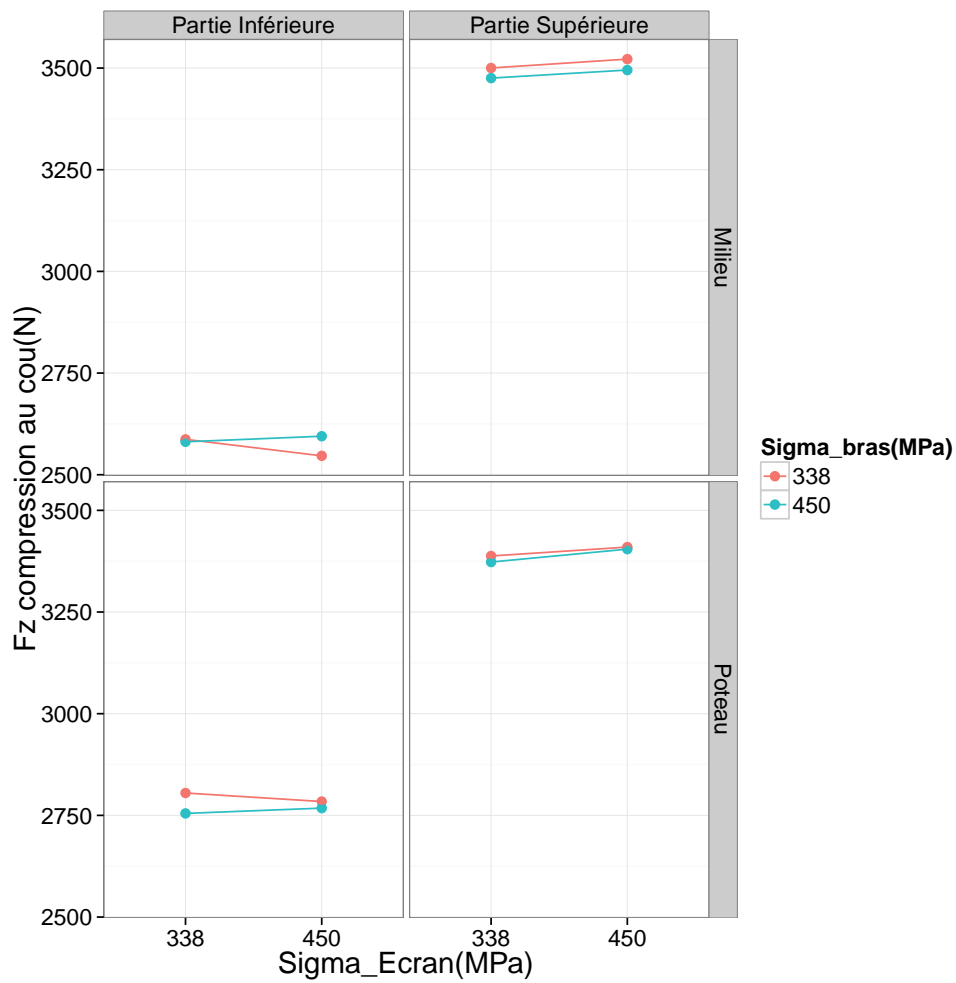 Partie Inférieure
Partie Supérieure
3500
3250
3000
2750
2500
Milieu
3500
3250
3000
2750
2500
Poteau
Fz compression au cou(N)
338
450
338
450
Sigma_Ecran(MPa)
Sigma_bras(MPa)
338
450